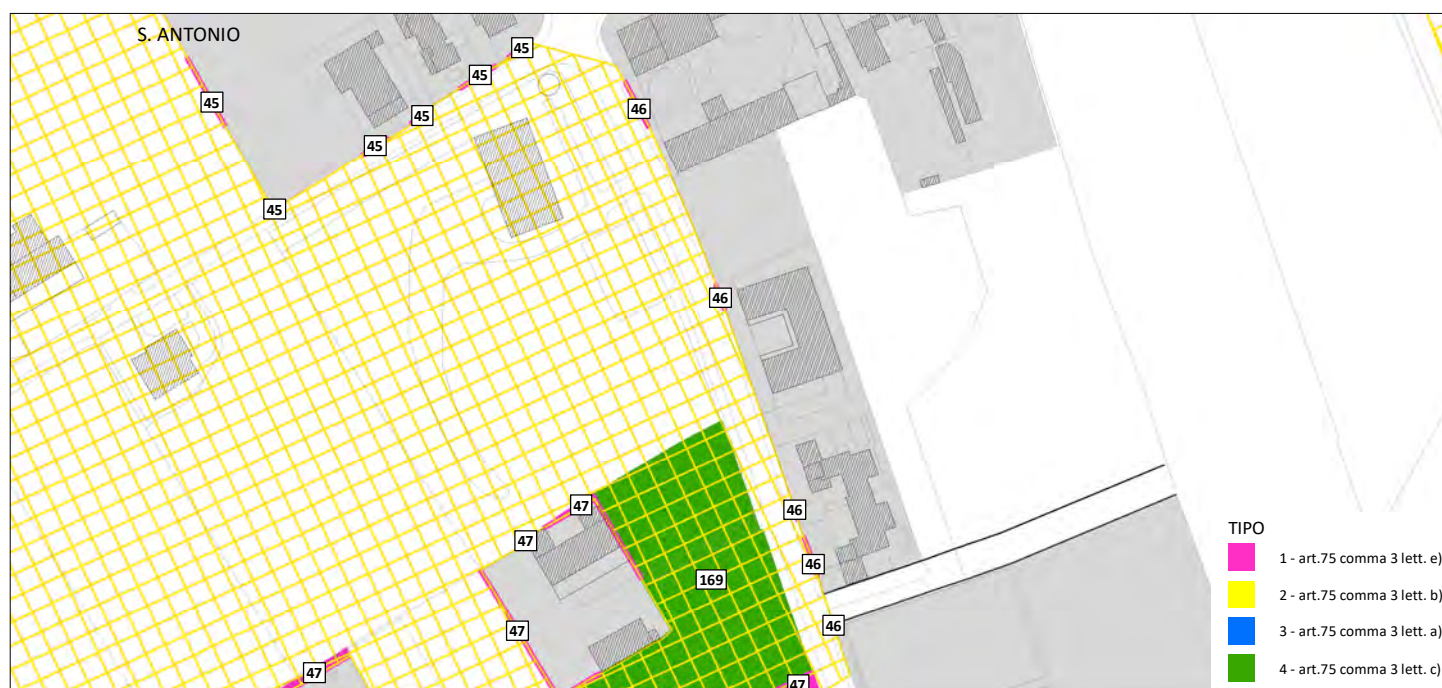 S. ANTONIO
45
45
45
46
45
45
45
46
47
46
47
46
169
46
47
47
47
TIPO
1 - art.75 comma 3 lett. e)
2 - art.75 comma 3 lett. b)
3 - art.75 comma 3 lett. a)
4 - art.75 comma 3 lett. c)